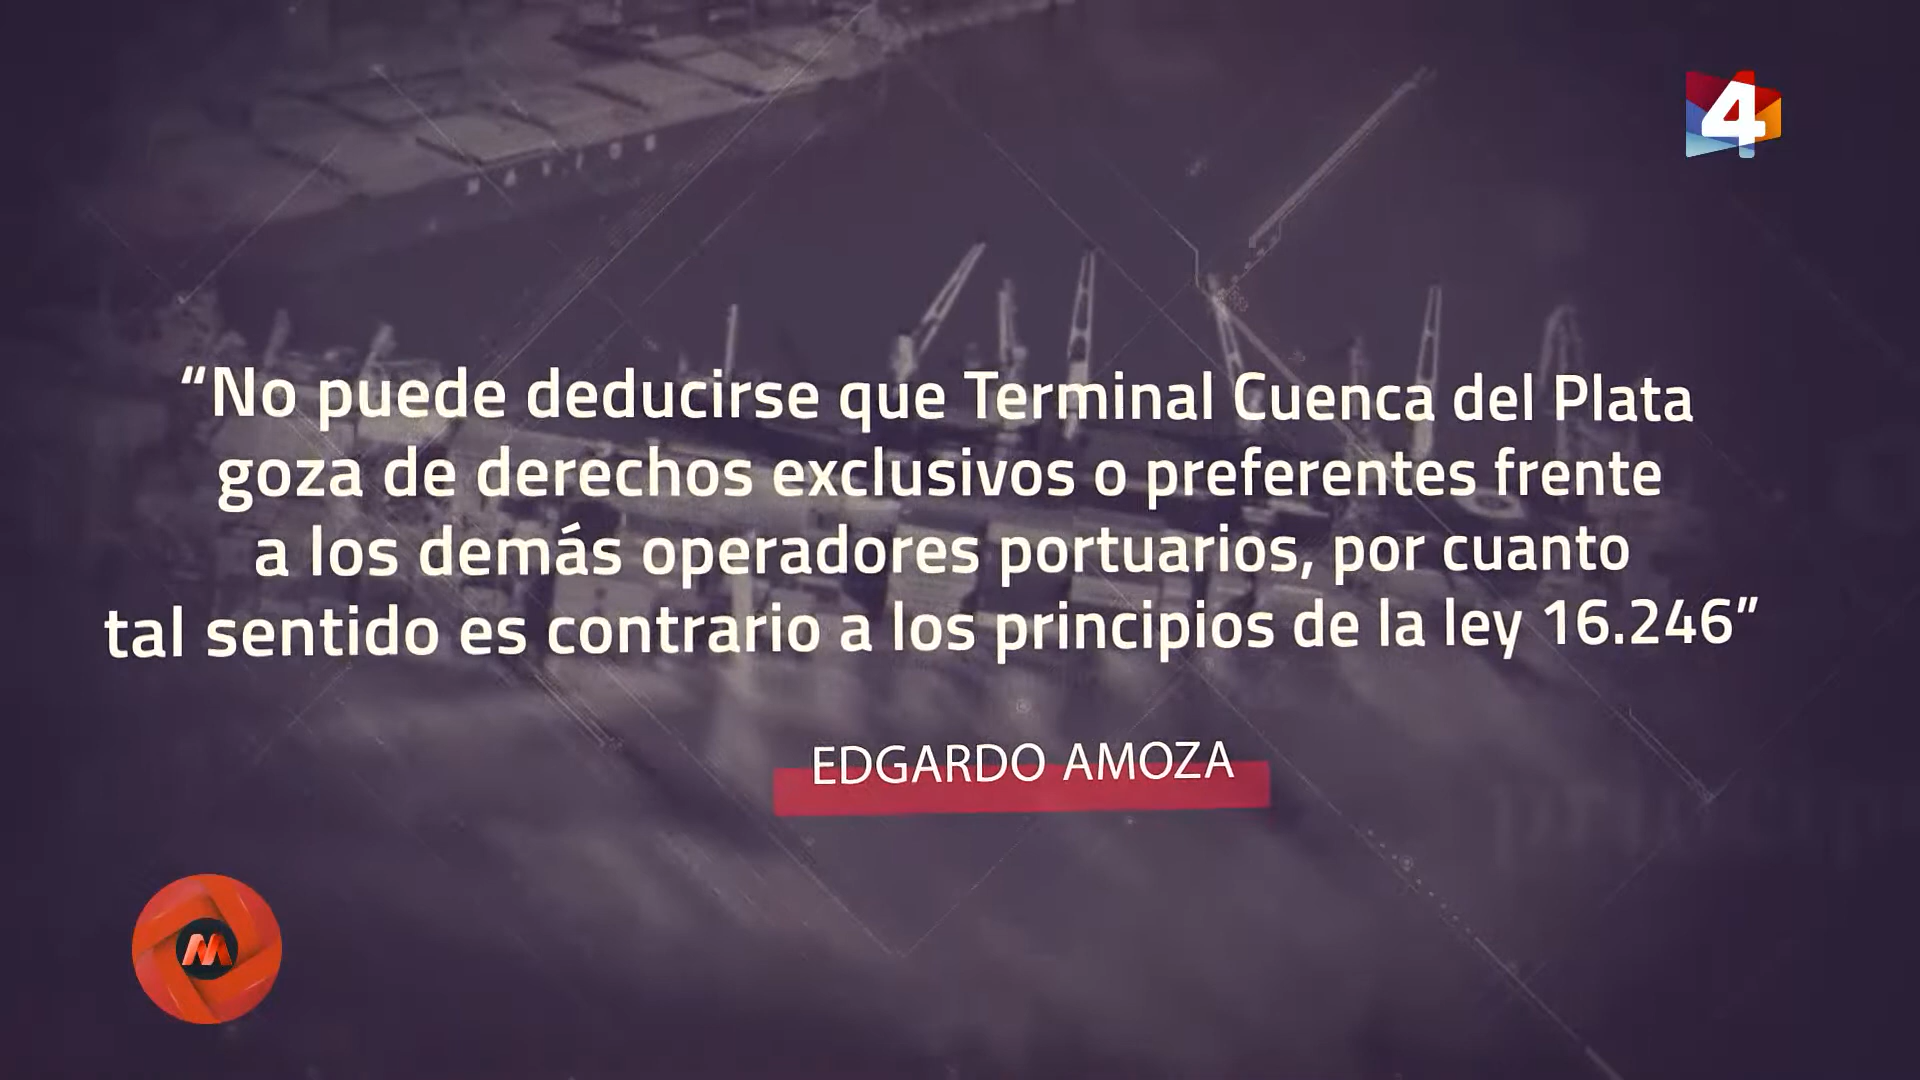 4
“No puede deducirse que Terminal Cuenca del Plata
goza de derechos exclusivos o preferentes frente
a los demás operadores portuarios, por cuanto
tal sentido es contrario a los principios de la ley 16.246”
EDGARDO AMOZA
M